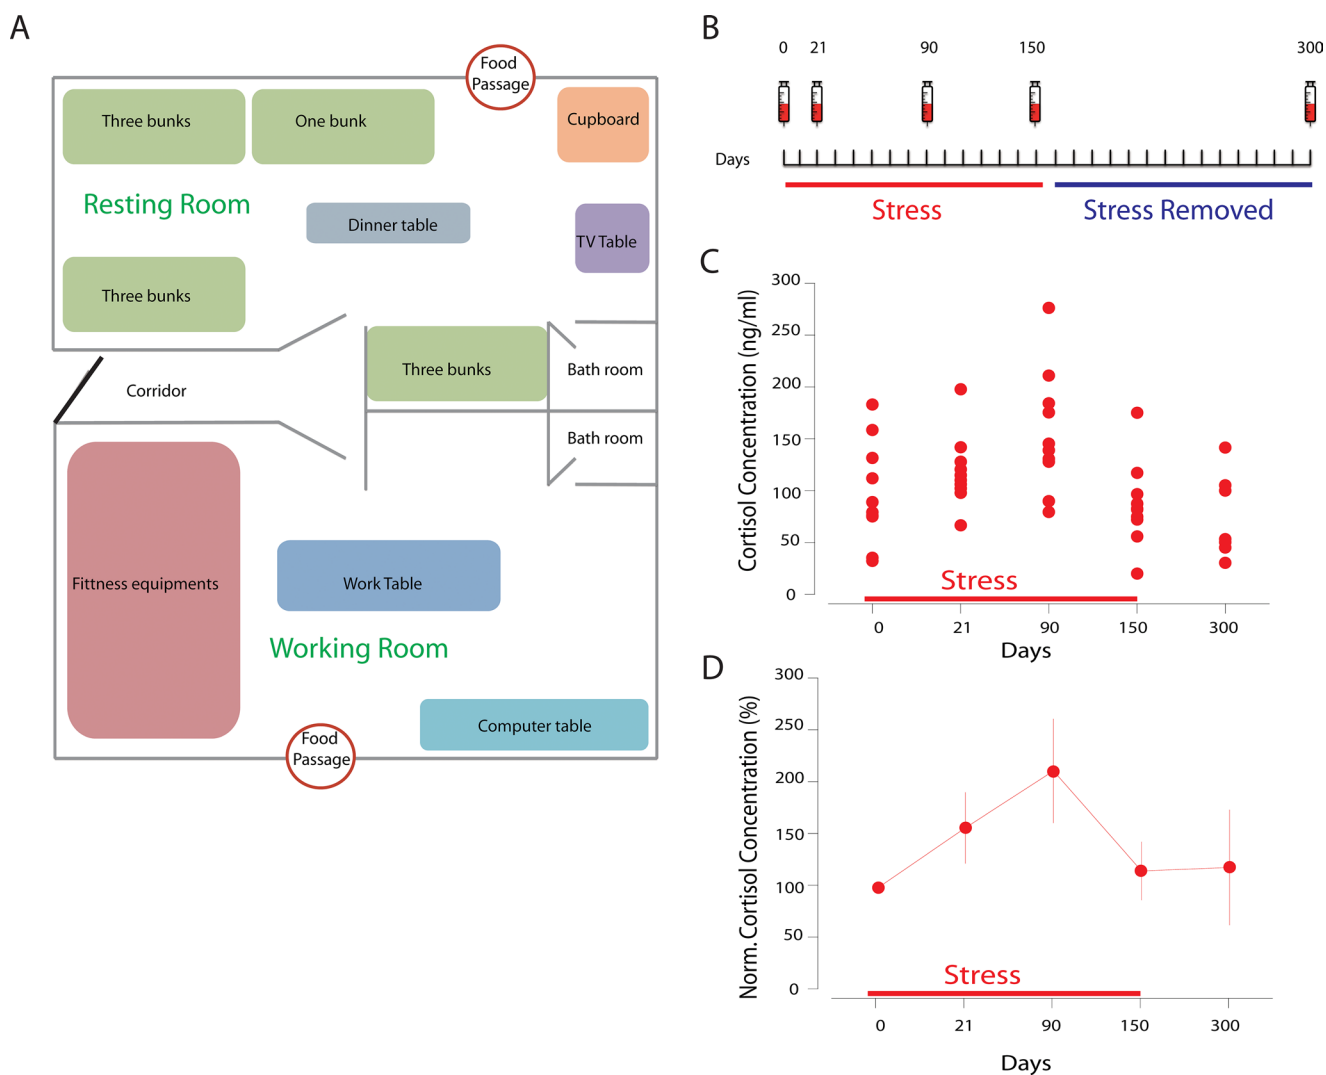 A
Food
Passage
Three bunks
One bunk
Cupboard
Resting Room
Dinner table
TV Table
Three bunks
Three bunks
Bath room
Corridor
Bath room
Fittness equipments
Work Table
Working Room
Computer table
Food
Passage
B
0 21 90 150 300
Days
Stress
Stress Removed
C
Cortisol Concentration (ng/ml)
300
250
200
150
100
50
0
Stress
0 21 90 150 300
Days
D
Norm. Cortisol Concentration (%)
300
250
200
150
100
50
0
Stress
0 21 90 150 300
Days